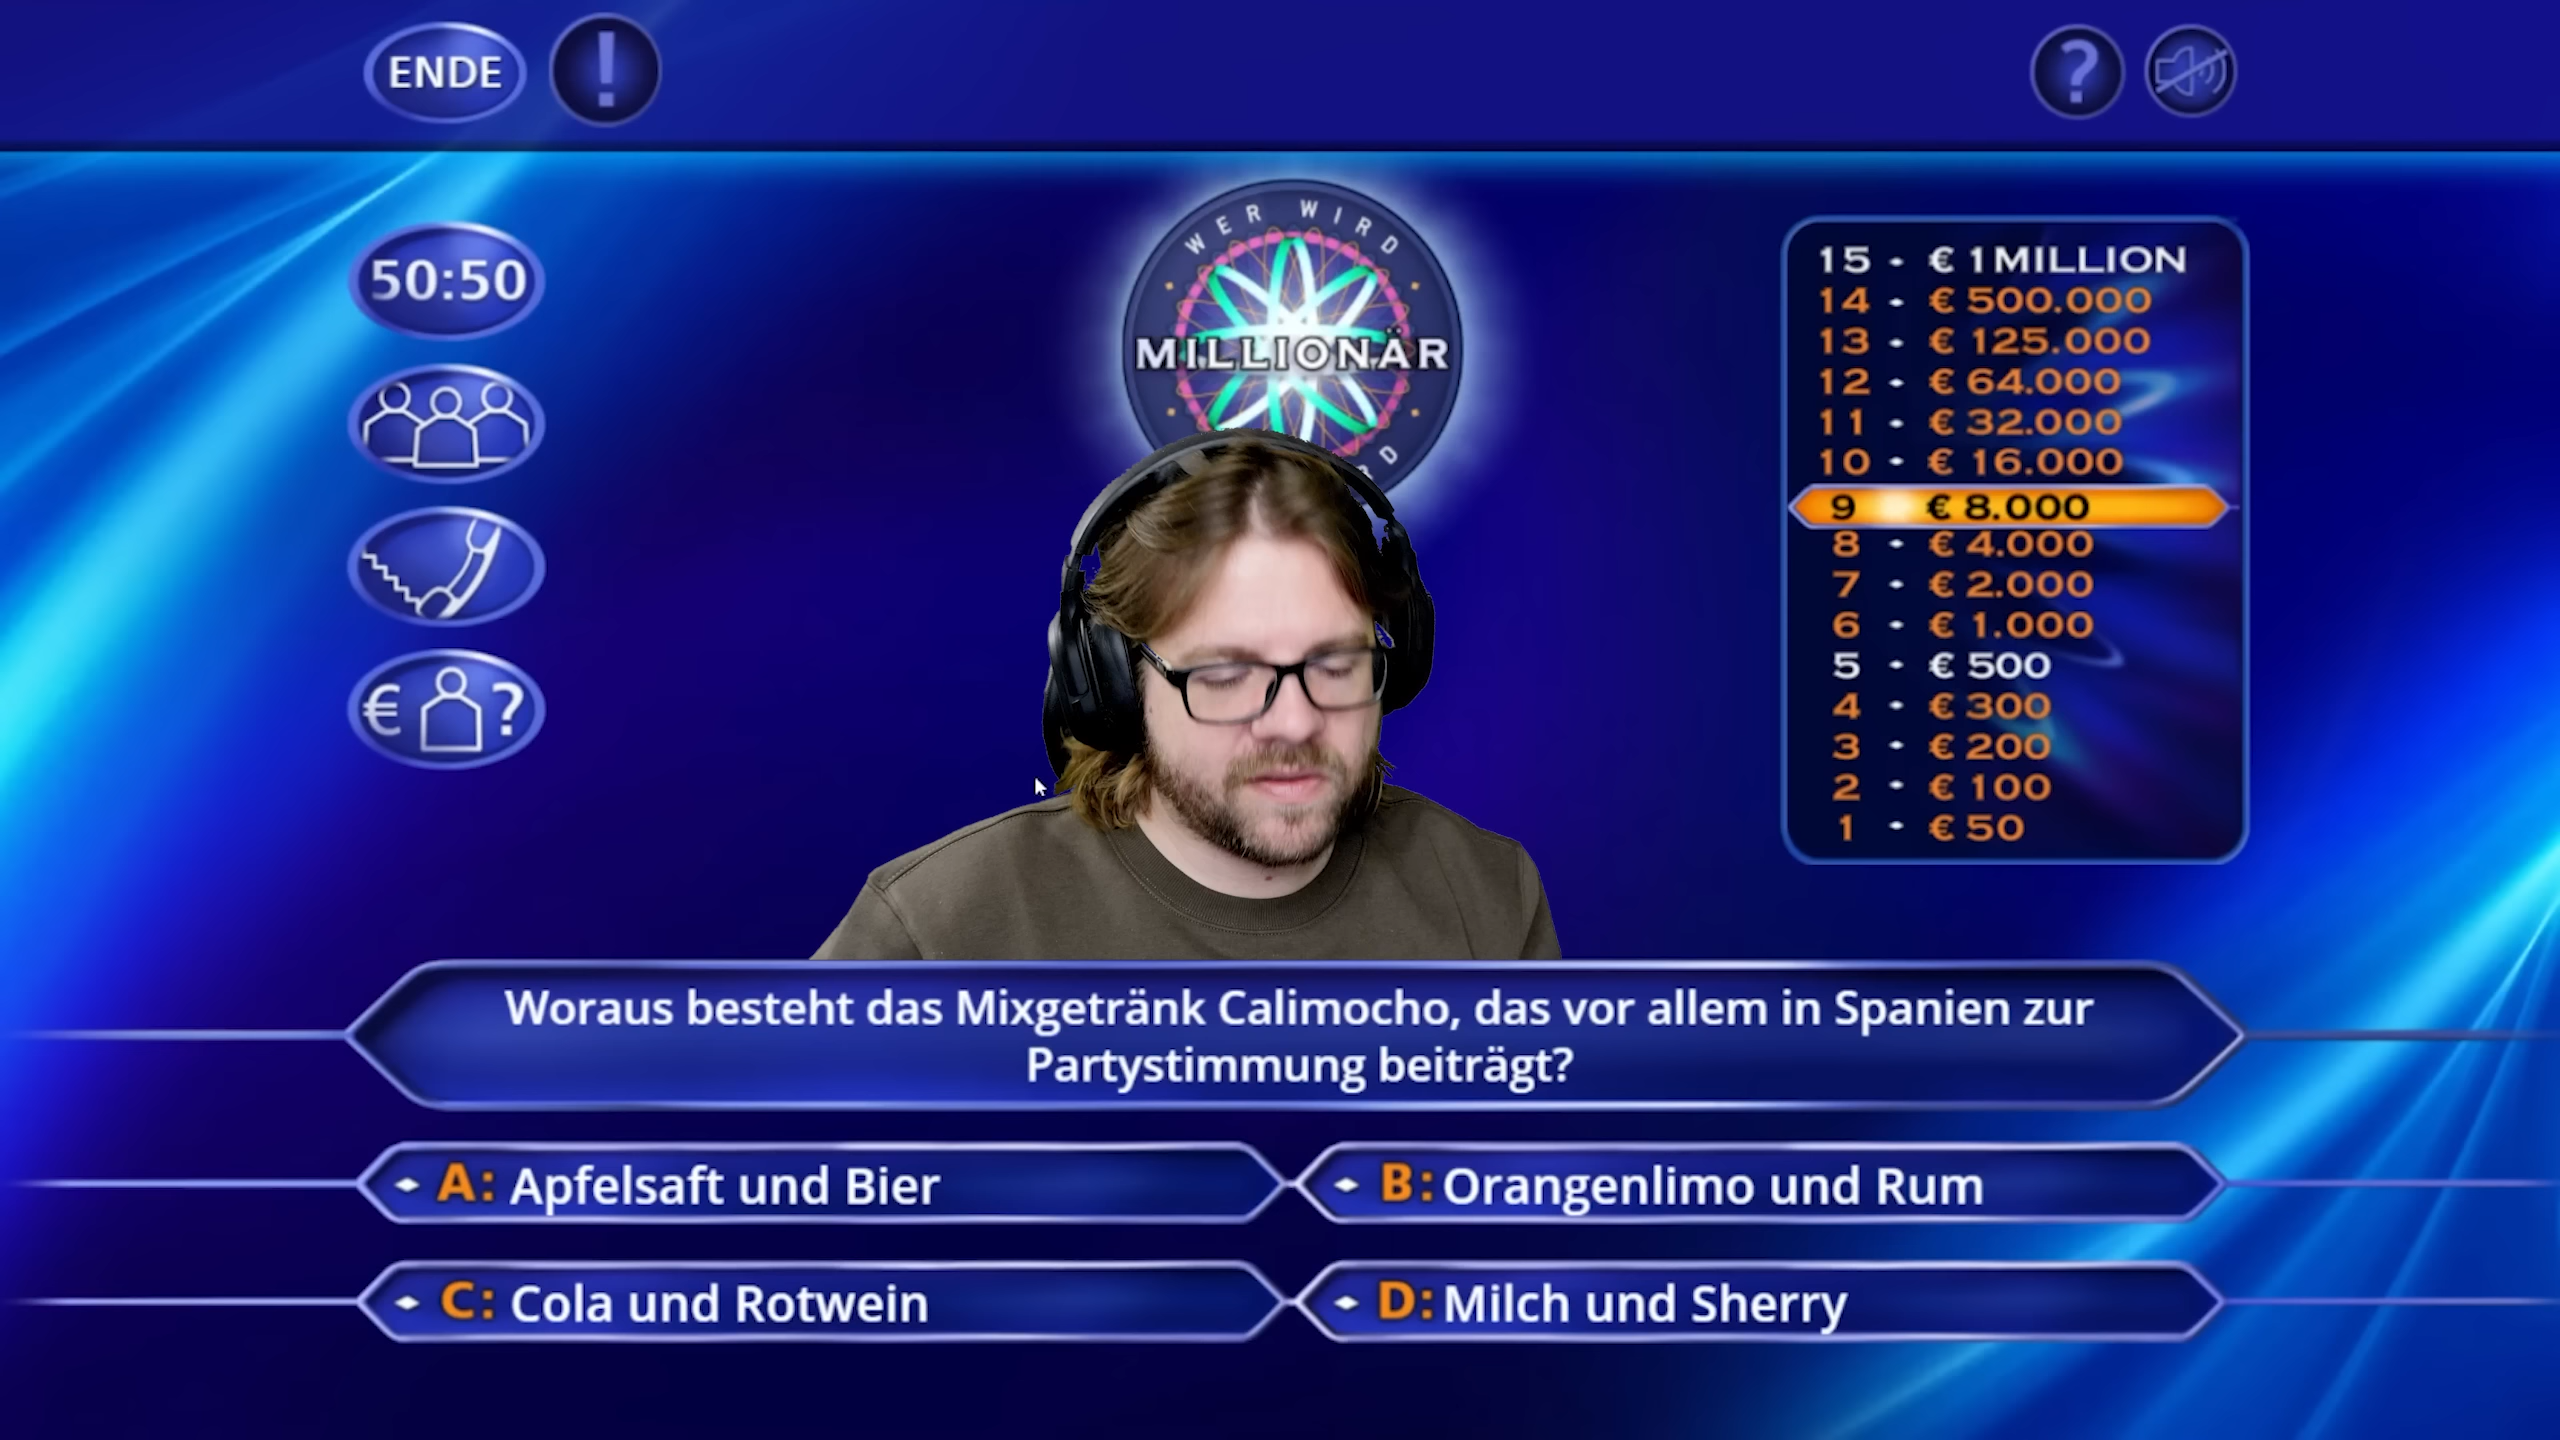 ENDE
!
?
50:50
€ ?
WER WIRD
MILLIONÄR
15 • € 1 MILLION
14 • € 500.000
13 • € 125.000
12 • € 64.000
11 • € 32.000
10 • € 16.000
9 € 8.000
8 • € 4.000
7 • € 2.000
6 • € 1.000
5 • € 500
4 • € 300
3 • € 200
2 • € 100
1 • € 50
Woraus besteht das Mixgetränk Calimocho, das vor allem in Spanien zur
Partystimmung beiträgt?
A: Apfelsaft und Bier
B: Orangenlimo und Rum
C: Cola und Rotwein
D: Milch und Sherry